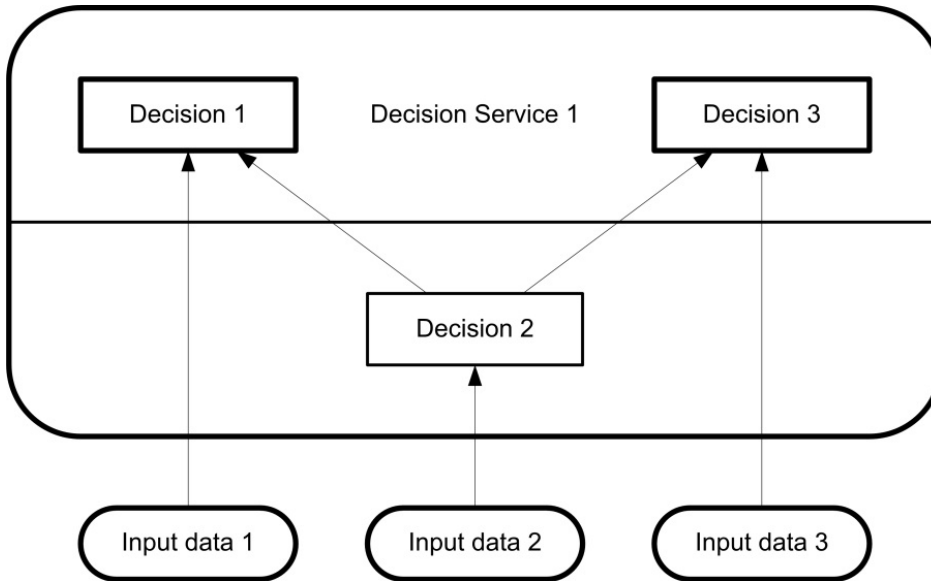 Decision 1
Decision Service 1
Decision 3
Decision 2
Input data 1
Input data 2
Input data 3